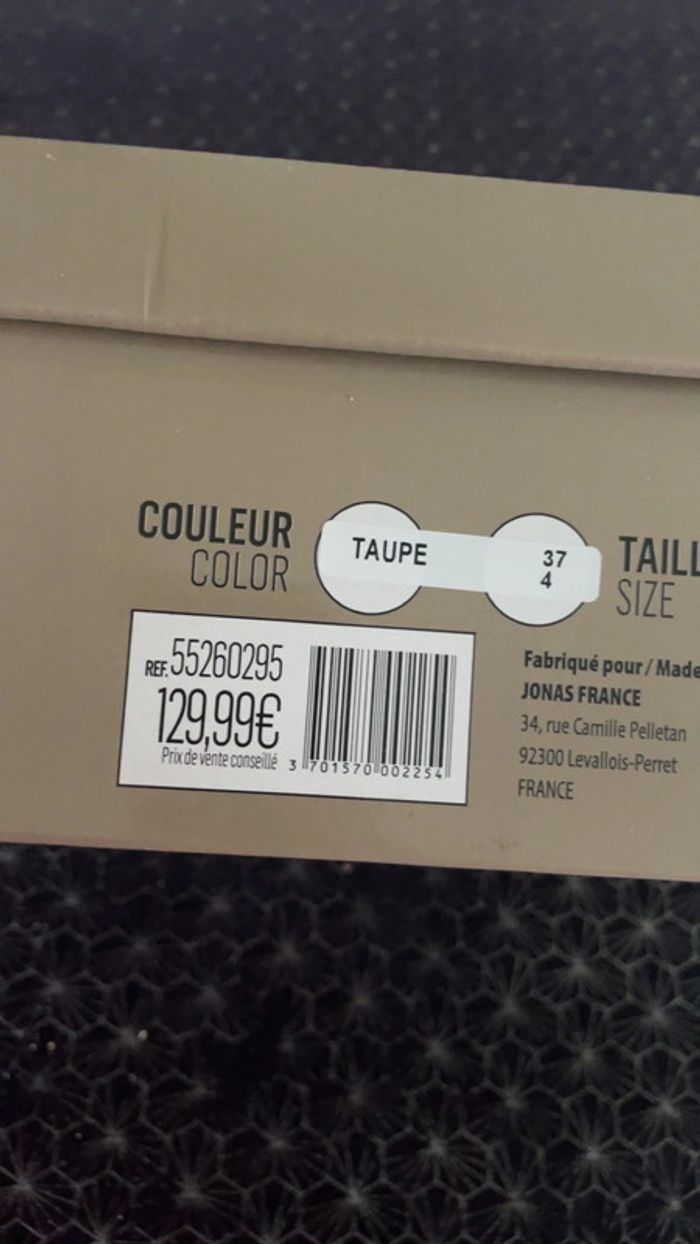 COULEUR
COLOR
TAUPE
37
4
TAILL
SIZE
REF. 55260295
129,99€
Prix de vente conseillé
3 701570 002254
Fabriqué pour / Made
JONAS FRANCE
34, rue Camille Pelletan
92300 Levallois-Perret
FRANCE